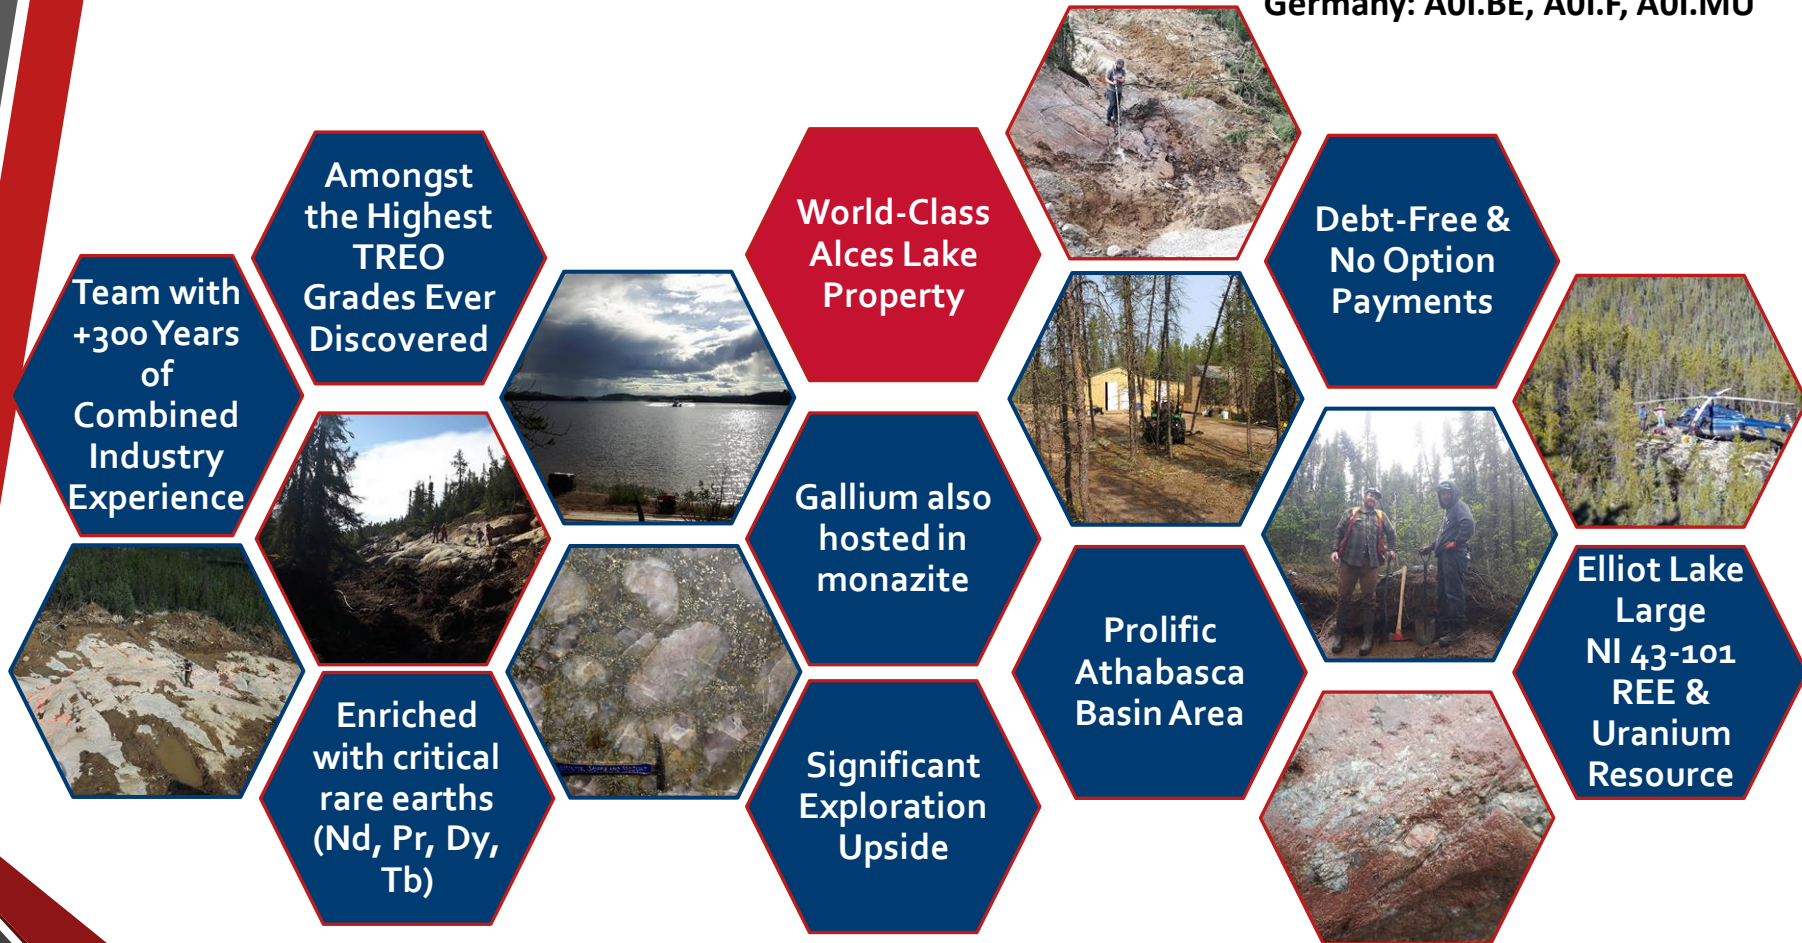 Germany: A0I.BE, A0I.F, A0I.MU
Team with
+300 Years
of
Combined
Industry
Experience
Amongst
the Highest
TREO
Grades Ever
Discovered
Enriched
with critical
rare earths
(Nd, Pr, Dy,
Tb)
World-Class
Alces Lake
Property
Gallium also
hosted in
monazite
Significant
Exploration
Upside
Prolific
Athabasca
Basin Area
Debt-Free &
No Option
Payments
Elliot Lake
Large
NI 43-101
REE &
Uranium
Resource